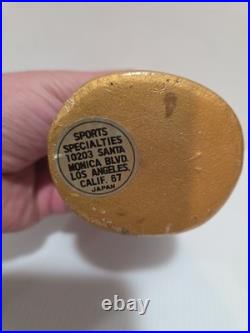 SPORTS
SPECIALTIES
10203 SANTA
MONICA BLVD.
LOS ANGELES,
CALIF. 67
JAPAN